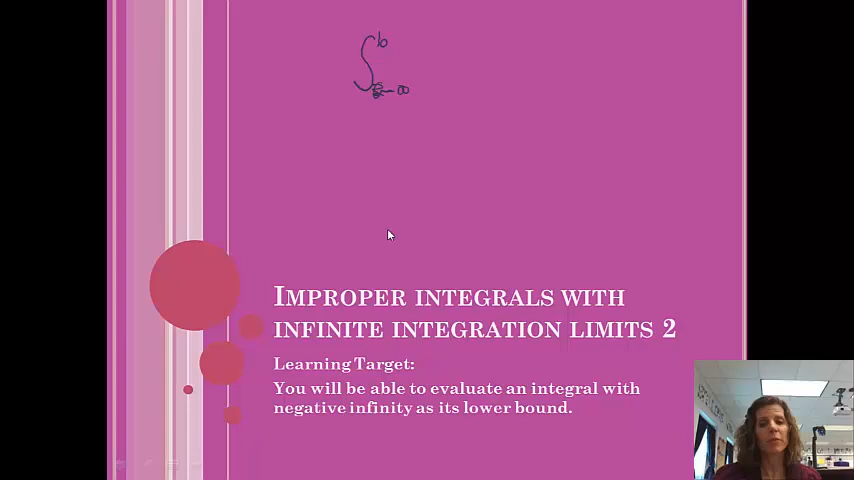 ∫ b
-∞
IMPROPER INTEGRALS WITH
INFINITE INTEGRATION LIMITS 2
Learning Target:
You will be able to evaluate an integral with
negative infinity as its lower bound.